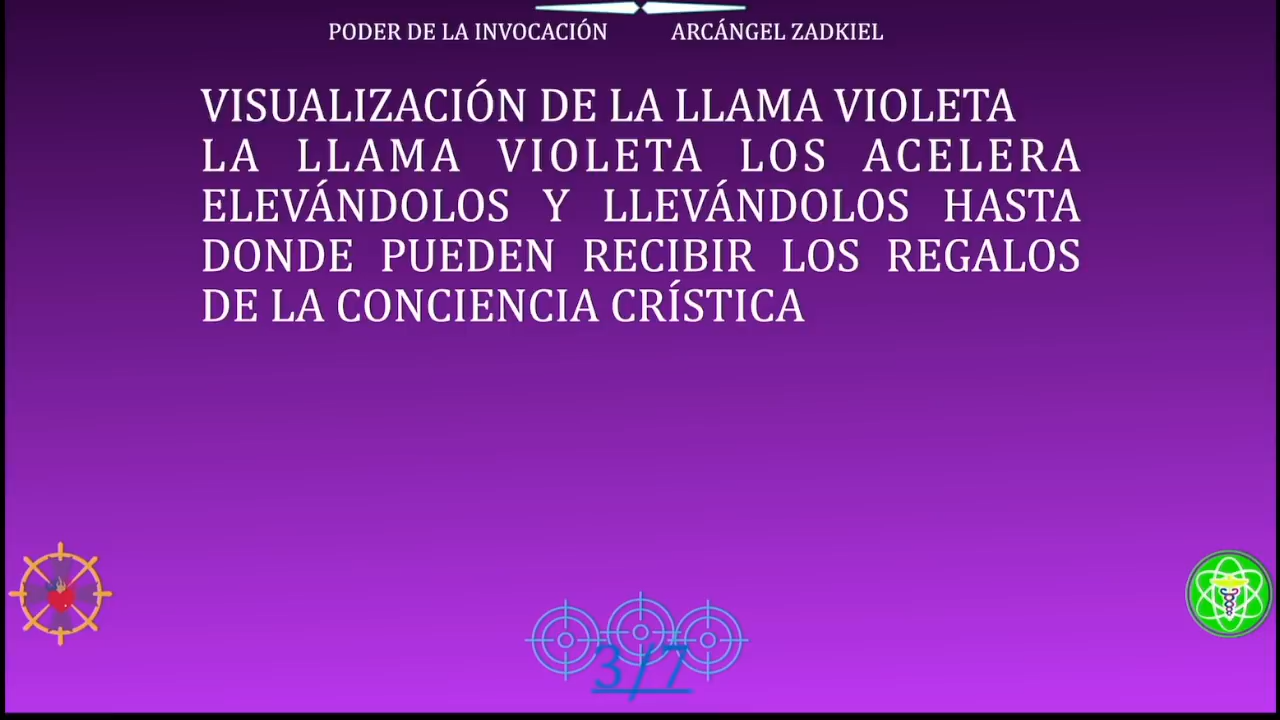 PODER DE LA INVOCACIÓN ARCÁNGEL ZADKIEL
VISUALIZACIÓN DE LA LLAMA VIOLETA
LA LLAMA VIOLETA LOS ACELERA
ELEVÁNDOLOS Y LLEVÁNDOLOS HASTA
DONDE PUEDEN RECIBIR LOS REGALOS
DE LA CONCIENCIA CRÍSTICA
3/7